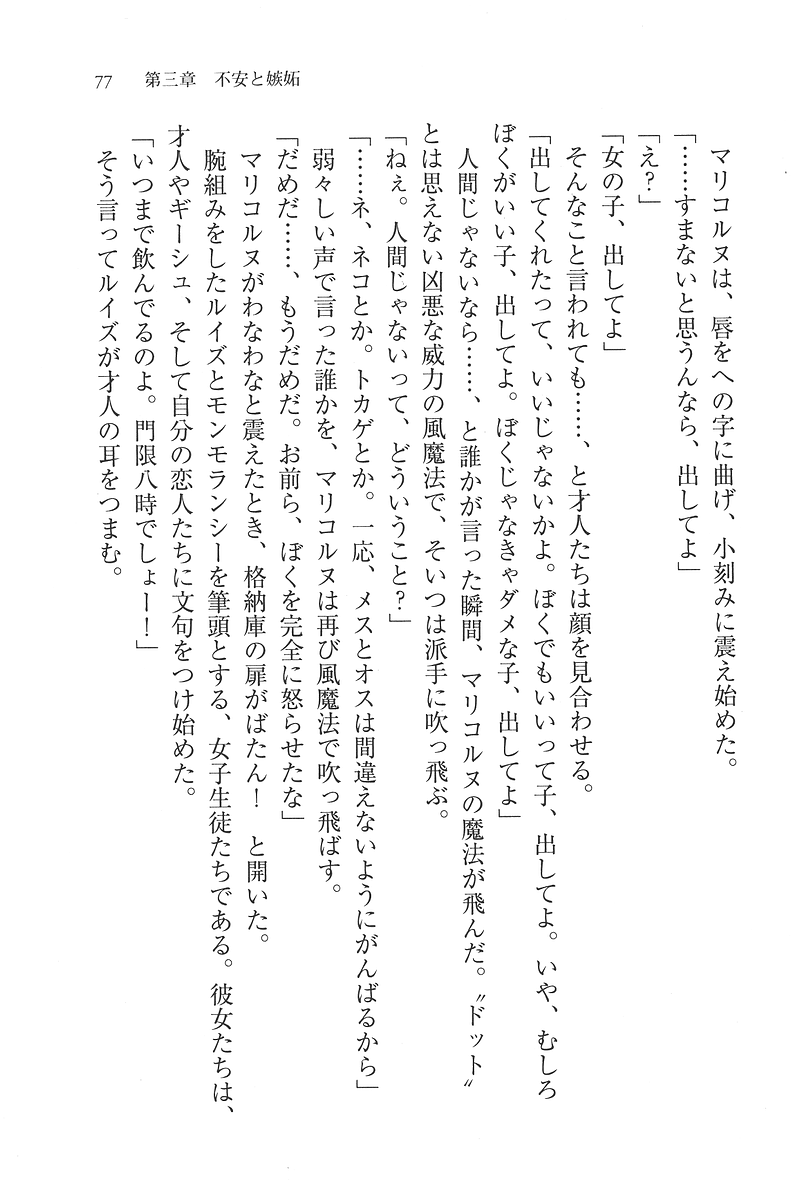 77　第三章　不安と嫉妬
　マリコルヌは、唇をへの字に曲げ、小刻みに震え始めた。
「……すまないと思うんなら、出してよ」
「え？」
「女の子、出してよ」
　そんなこと言われても……、と才人たちは顔を見合わせる。
「出してくれたって、いいじゃないかよ。ぼくでもいいって子、出してよ。いや、むしろ
ぼくがいい子、出してよ。ぼくじゃなきゃダメな子、出してよ」
　人間じゃないなら……、と誰かが言った瞬間、マリコルヌの魔法が飛んだ。〝ドット〟
とは思えない凶悪な威力の風魔法で、そいつは派手に吹っ飛ぶ。
「ねぇ。人間じゃないって、どういうこと？」
「……ネ、ネコとか。トカゲとか。一応、メスとオスは間違えないようにがんばるから」
　弱々しい声で言った誰かを、マリコルヌは再び風魔法で吹っ飛ばす。
「だめだ……、もうだめだ。お前ら、ぼくを完全に怒らせたな」
　マリコルヌがわなわなと震えたとき、格納庫の扉がばたん！　と開いた。
　腕組みをしたルイズとモンモランシーを筆頭とする、女子生徒たちである。彼女たちは、
才人やギーシュ、そして自分の恋人たちに文句をつけ始めた。
「いつまで飲んでるのよ。門限八時でしょー！」
　そう言ってルイズが才人の耳をつまむ。